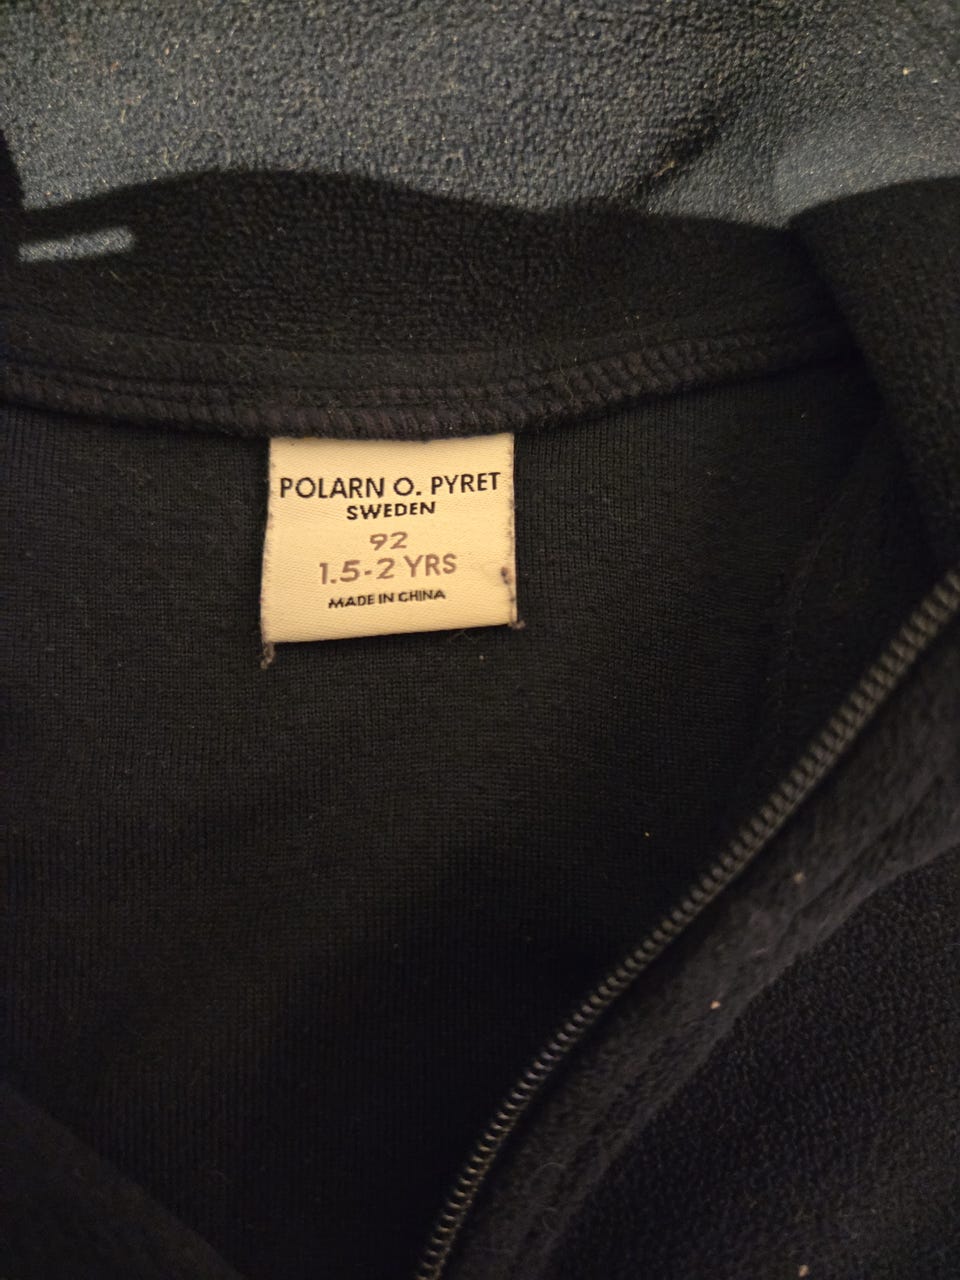 POLARN O. PYRET
SWEDEN
92
1.5-2 YRS
MADE IN CHINA